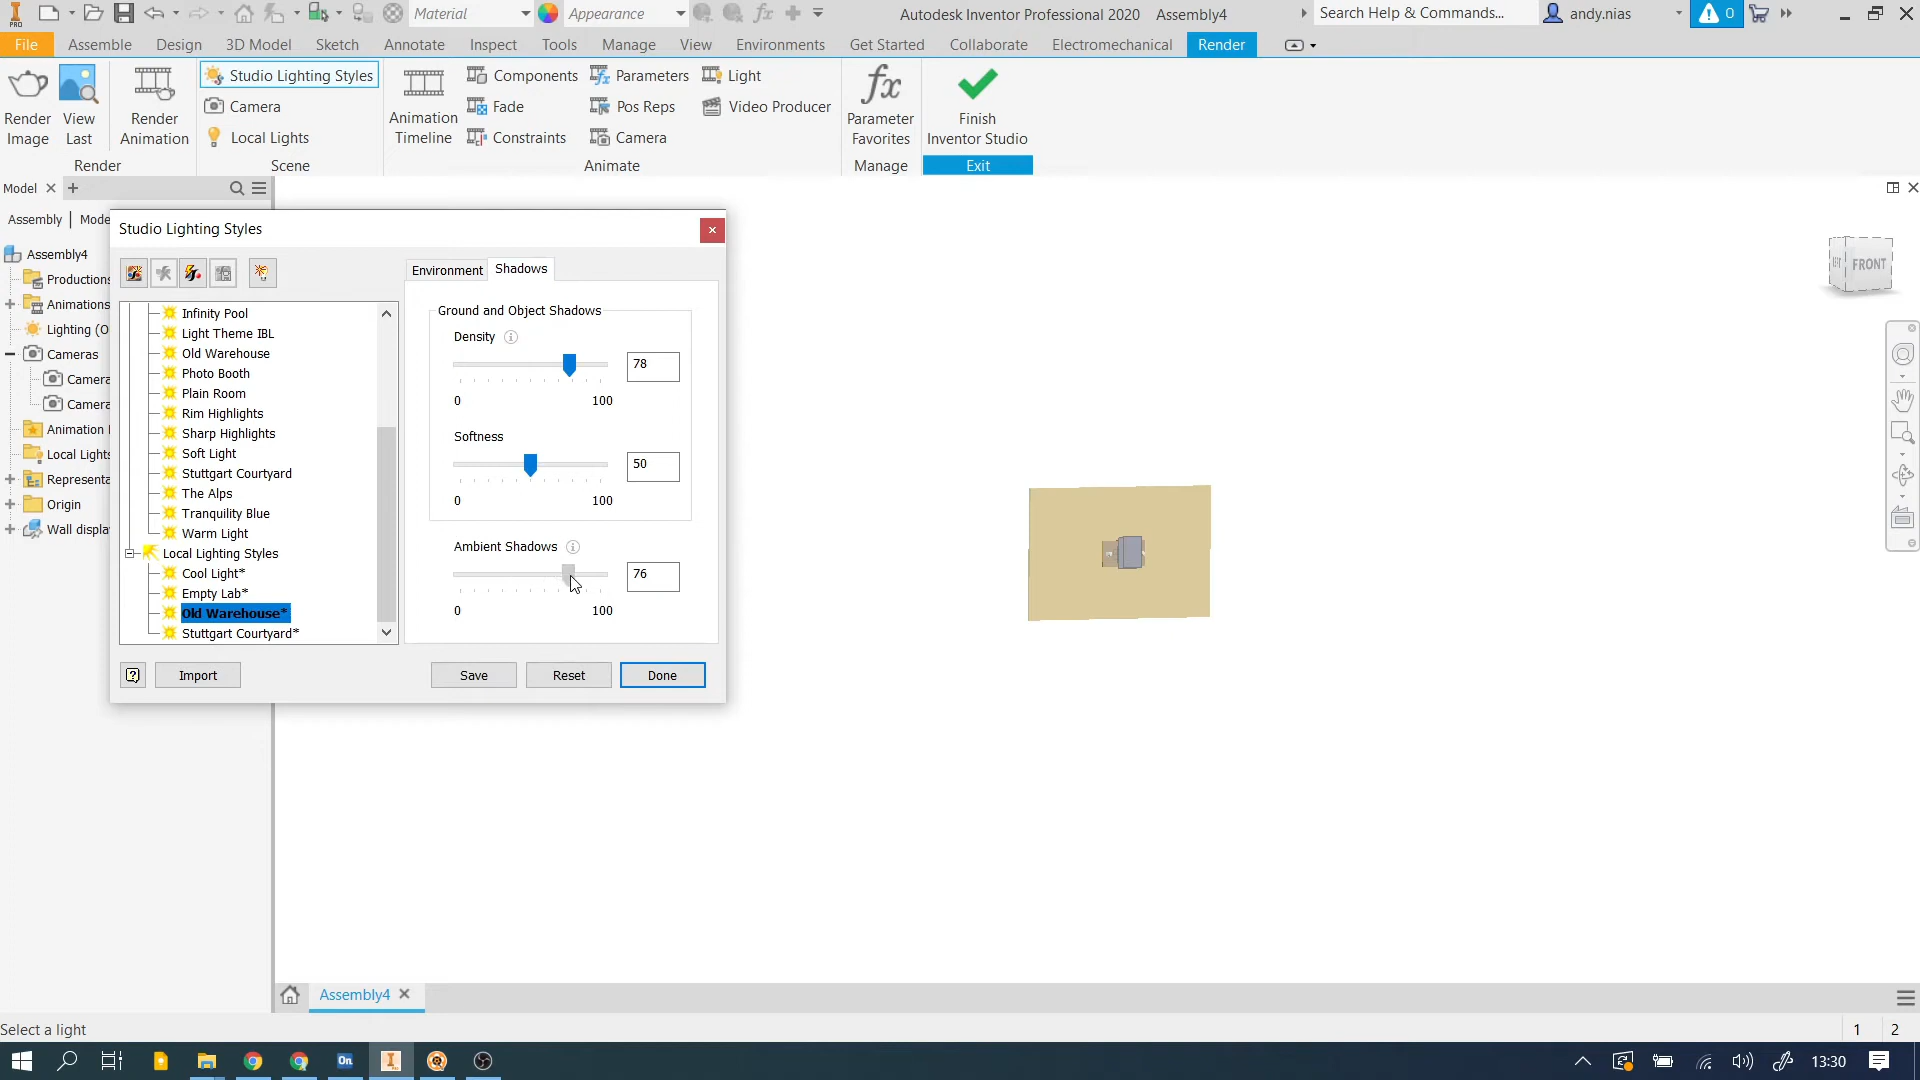 PRO
Material
Appearance
fx
Autodesk Inventor Professional 2020 Assembly4
Search Help & Commands...
andy.nias
0
File
Assemble
Design
3D Model
Sketch
Annotate
Inspect
Tools
Manage
View
Environments
Get Started
Collaborate
Electromechanical
Render
Render Image
View Last
Render Animation
Render
Studio Lighting Styles
Camera
Local Lights
Scene
Animation Timeline
Components
Fade
Constraints
Parameters
Pos Reps
Camera
Light
Video Producer
Animate
fx
Parameter Favorites
Manage
Finish Inventor Studio
Exit
Model
Assembly
Mode
Assembly4
Productions
Animations
Lighting (O
Cameras
Camera
Camera
Animation
Local Lights
Representa
Origin
Wall displa
Studio Lighting Styles
Infinity Pool
Light Theme IBL
Old Warehouse
Photo Booth
Plain Room
Rim Highlights
Sharp Highlights
Soft Light
Stuttgart Courtyard
The Alps
Tranquility Blue
Warm Light
Local Lighting Styles
Cool Light*
Empty Lab*
Old Warehouse*
Stuttgart Courtyard*
Environment
Shadows
Ground and Object Shadows
Density
78
0 100
Softness
50
0 100
Ambient Shadows
76
0 100
Import
Save
Reset
Done
FRONT
Assembly4
Select a light
1 2
On
13:30